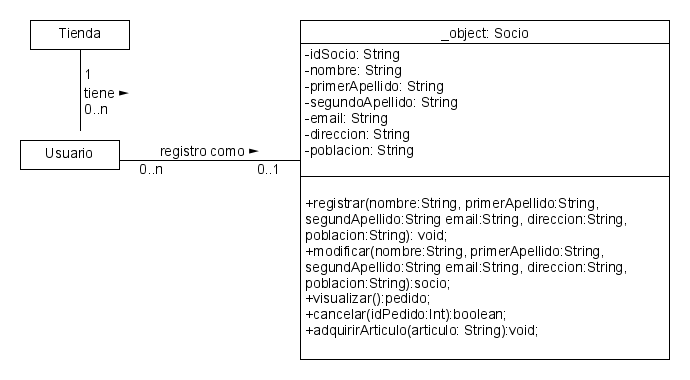 Tienda
1
tiene ►
0..n
Usuario
registro como ►
0..n
0..1
_object: Socio
-idSocio: String
-nombre: String
-primerApellido: String
-segundoApellido: String
-email: String
-direccion: String
-poblacion: String
+registrar(nombre:String, primerApellido:String,
segundApellido:String email:String, direccion:String,
poblacion:String): void;
+modificar(nombre:String, primerApellido:String,
segundApellido:String email:String, direccion:String,
poblacion:String):socio;
+visualizar():pedido;
+cancelar(idPedido:Int):boolean;
+adquirirArticulo(articulo: String):void;